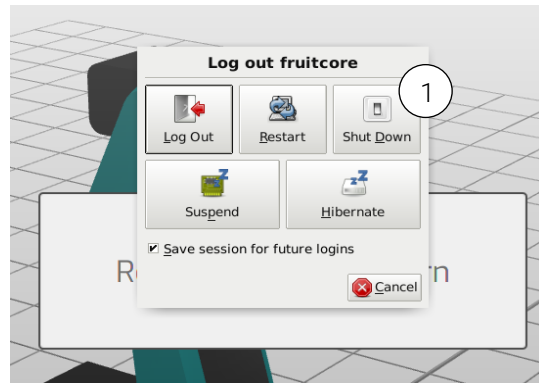 Log out fruitcore
1
Log Out
Restart
Shut Down
Suspend
Hibernate
Save session for future logins
Cancel